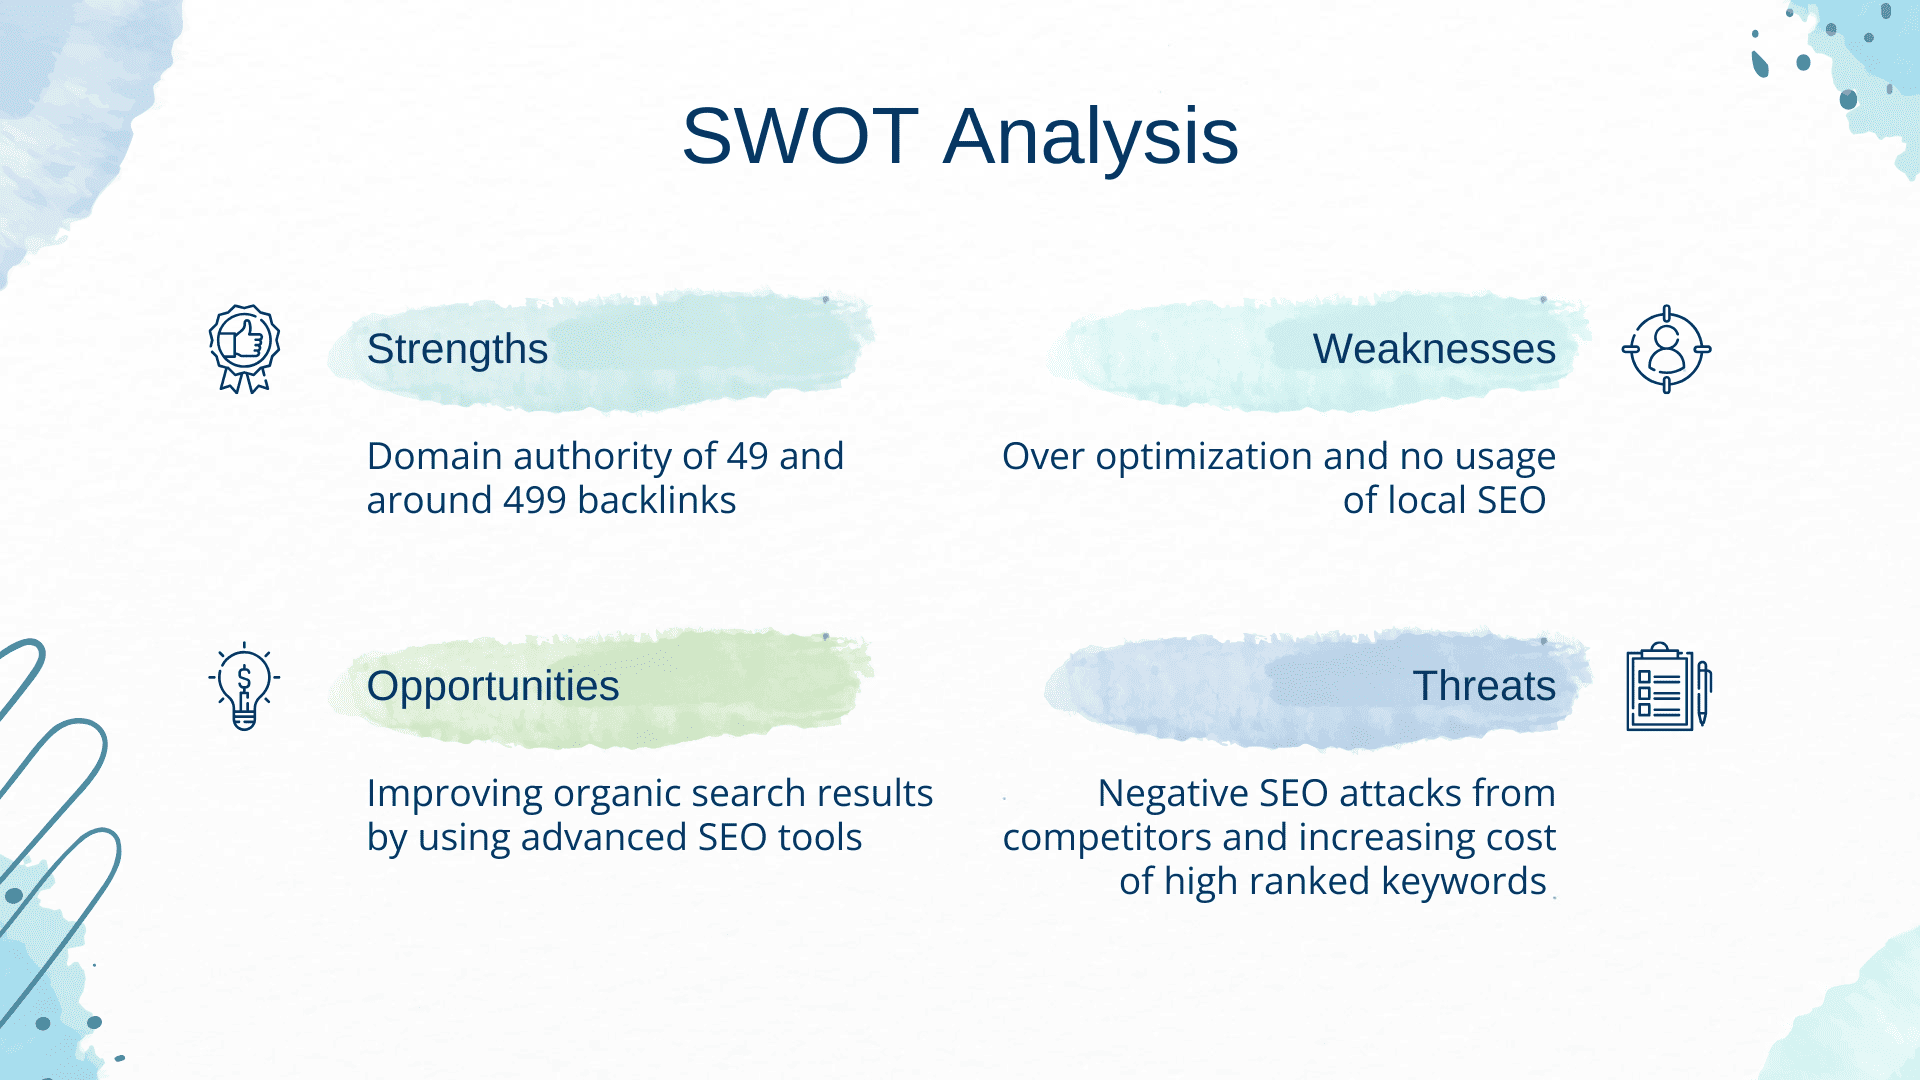 SWOT Analysis
Strengths
Domain authority of 49 and
around 499 backlinks
Weaknesses
Over optimization and no usage
of local SEO
Opportunities
Improving organic search results
by using advanced SEO tools
Threats
Negative SEO attacks from
competitors and increasing cost
of high ranked keywords